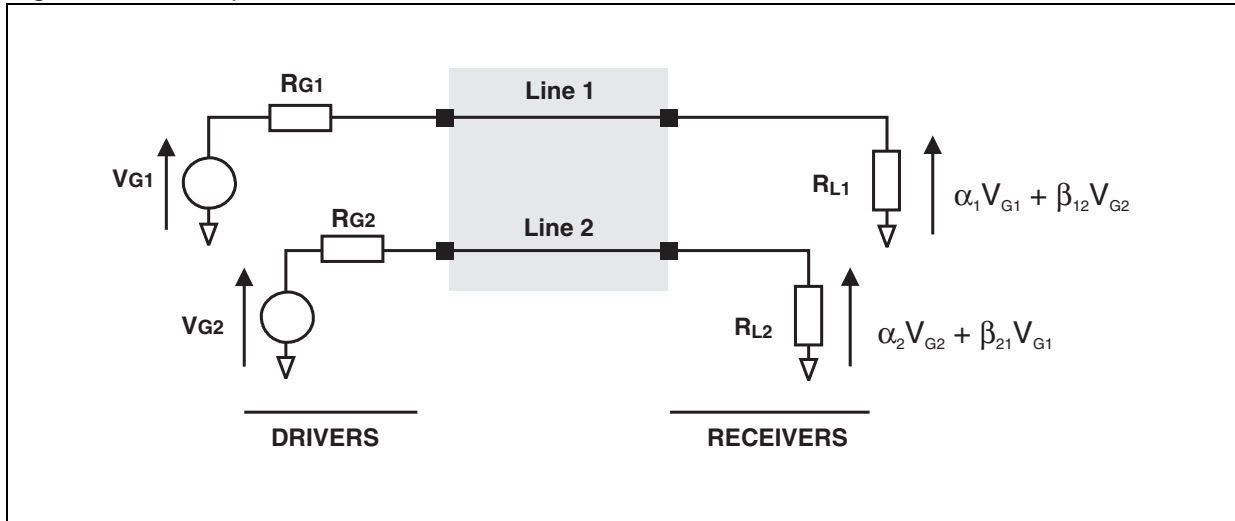 RG1
Line 1
VG1
RL1
α₁VG1 + β₁₂VG2
RG2
Line 2
VG2
RL2
α₂VG2 + β₂₁VG1
DRIVERS
RECEIVERS